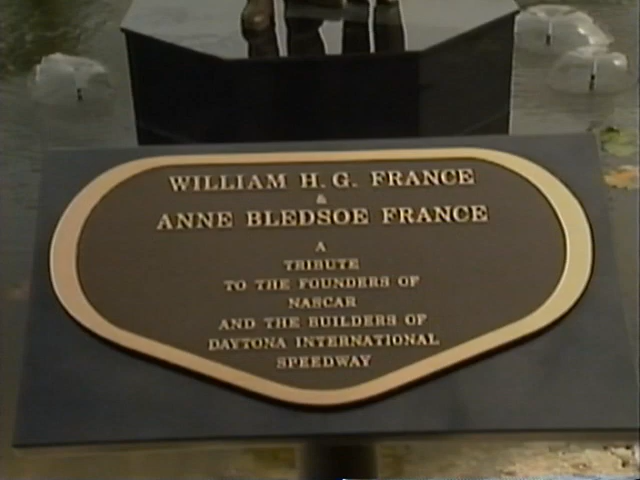 WILLIAM H. G. FRANCE
&
ANNE BLEDSOE FRANCE
A
TRIBUTE
TO THE FOUNDERS OF
NASCAR
AND THE BUILDERS OF
DAYTONA INTERNATIONAL
SPEEDWAY